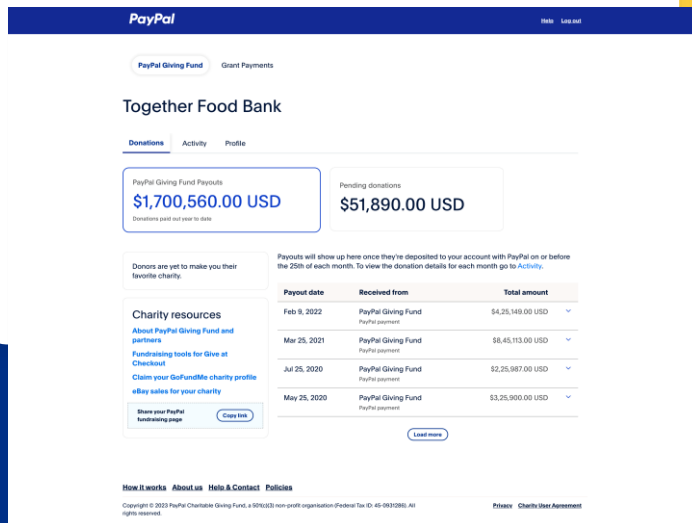 PayPal
Help Log out
PayPal Giving Fund Grant Payments
Together Food Bank
Donations Activity Profile
PayPal Giving Fund Payouts
$1,700,560.00 USD
Donations paid out year to date
Pending donations
$51,890.00 USD
Donors are yet to make you their
favorite charity.
Charity resources
About PayPal Giving Fund and
partners
Fundraising tools for Give at
Checkout
Claim your GoFundMe charity profile
eBay sales for your charity
Share your PayPal
fundraising page
Copy link
Payouts will show up here once they're deposited to your account with PayPal on or before
the 25th of each month. To view the donation details for each month go to Activity.
Payout date Received from Total amount
Feb 9, 2022 PayPal Giving Fund $4,25,149.00 USD
PayPal payment
Mar 25, 2021 PayPal Giving Fund $8,45,113.00 USD
PayPal payment
Jul 25, 2020 PayPal Giving Fund $2,25,987.00 USD
PayPal payment
May 25, 2020 PayPal Giving Fund $3,25,900.00 USD
PayPal payment
Load more
How it works About us Help & Contact Policies
Copyright © 2023 PayPal Charitable Giving Fund, a 501(c)(3) non-profit organisation (Federal Tax ID: 45-0931286). All
rights reserved.
Privacy Charity User Agreement